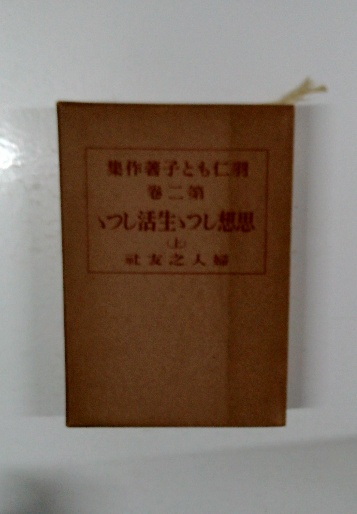 羽仁もと子著作集
第二巻
思想しつゝ生活しつゝ
(上)
婦人之友社